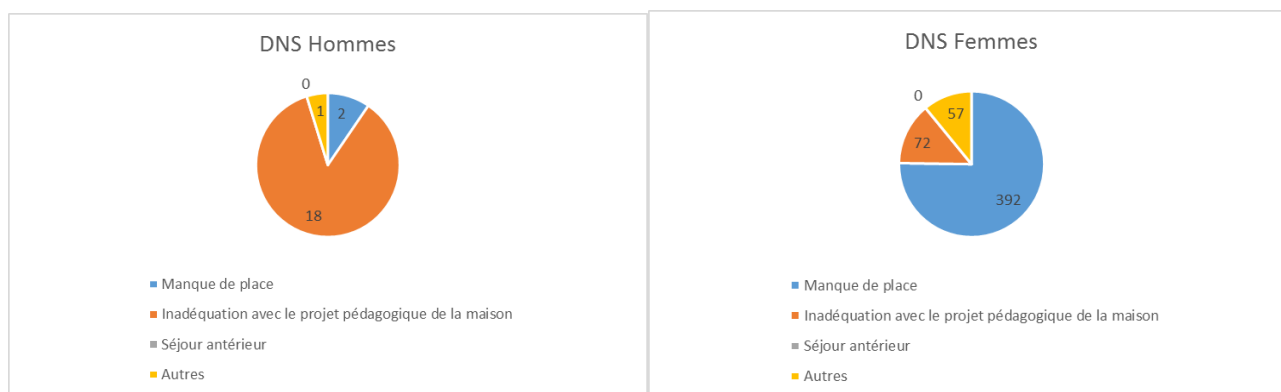 DNS Hommes
0
1
2
18
Manque de place
Inadéquation avec le projet pédagogique de la maison
Séjour antérieur
Autres
DNS Femmes
0
57
72
392
Manque de place
Inadéquation avec le projet pédagogique de la maison
Séjour antérieur
Autres